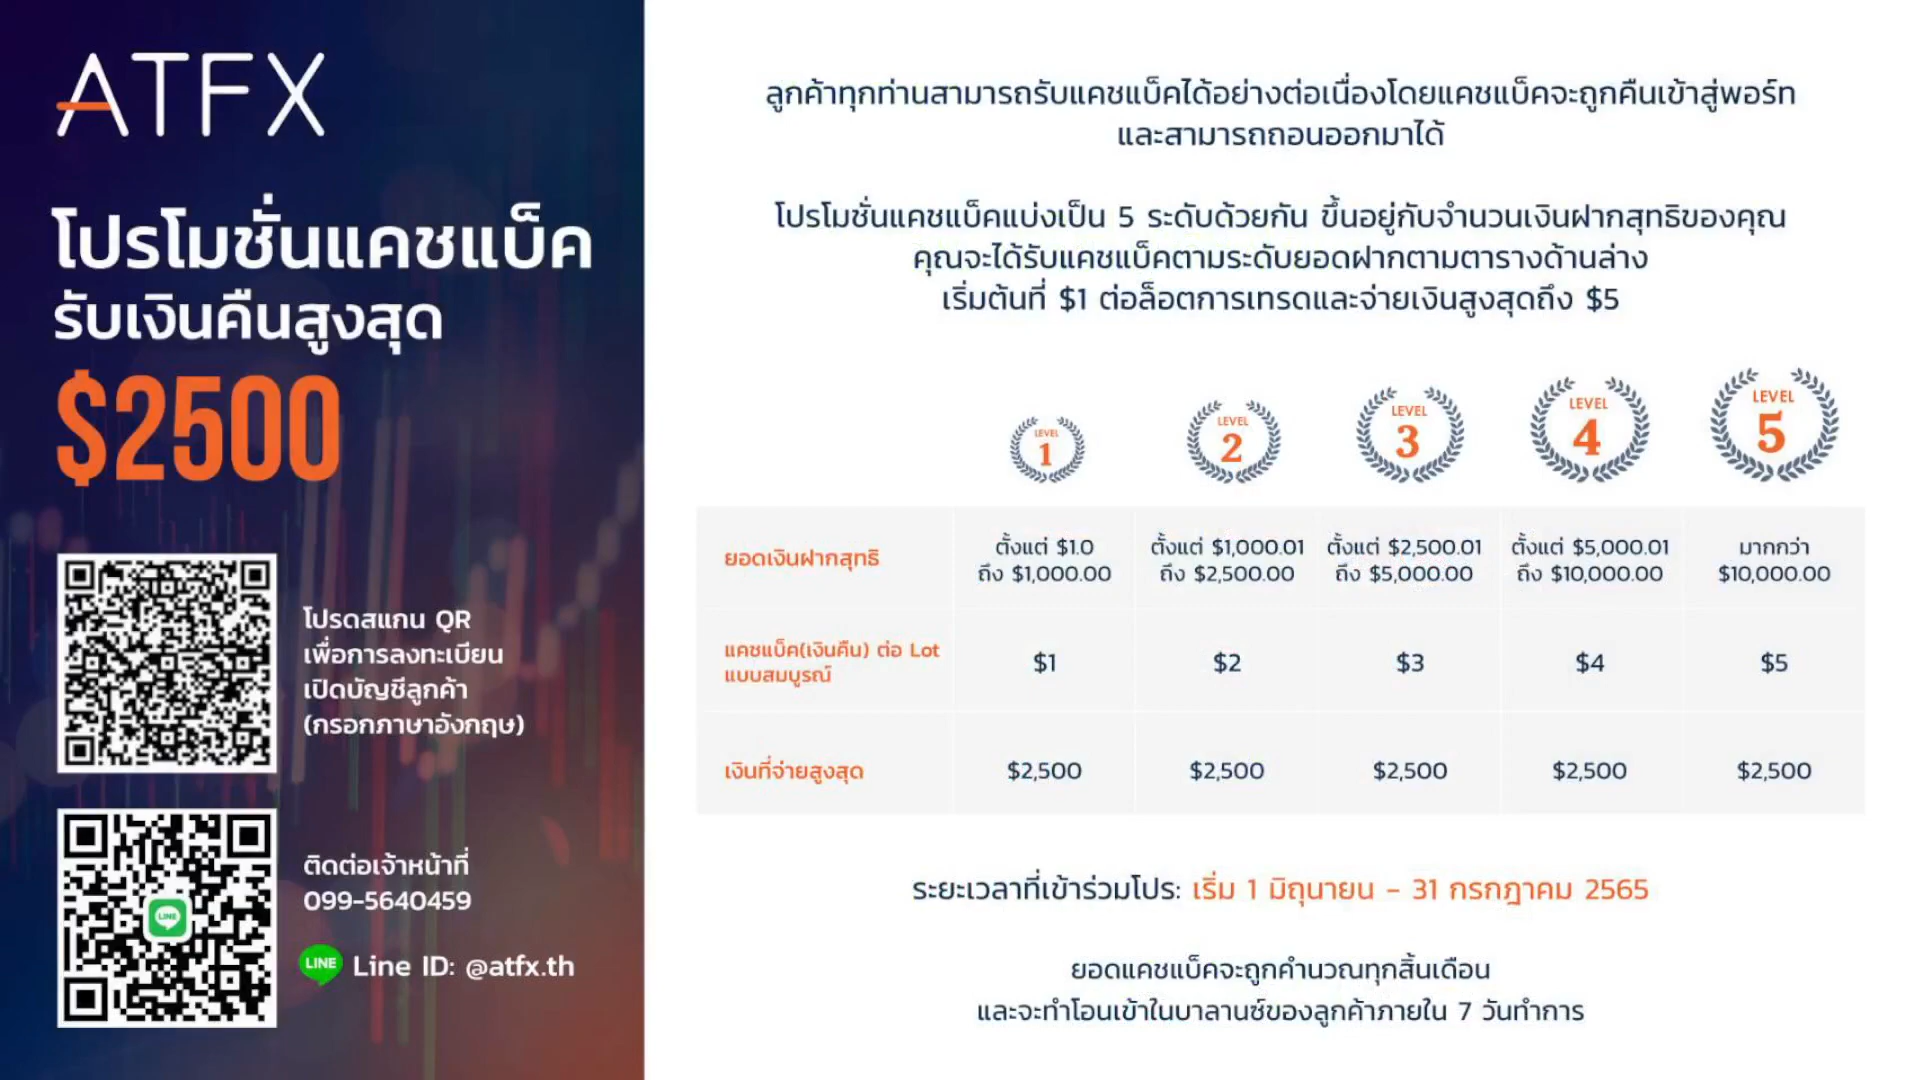 ATFX
โปรโมชั่นแคชแบ็ค
รับเงินคืนสูงสุด
$2500
โปรดสแกน QR
เพื่อการลงทะเบียน
เปิดบัญชีลูกค้า
(กรอกภาษาอังกฤษ)
ติดต่อเจ้าหน้าที่
099-5640459
LINE
LINE Line ID: @atfx.th
ลูกค้าทุกท่านสามารถรับแคชแบ็คได้อย่างต่อเนื่องโดยแคชแบ็คจะถูกคืนเข้าสู่พอร์ท
และสามารถถอนออกมาได้
โปรโมชั่นแคชแบ็คแบ่งเป็น 5 ระดับด้วยกัน ขึ้นอยู่กับจำนวนเงินฝากสุทธิของคุณ
คุณจะได้รับแคชแบ็คตามระดับยอดฝากตามตารางด้านล่าง
เริ่มต้นที่ $1 ต่อล็อตการเทรดและจ่ายเงินสูงสุดถึง $5
LEVEL 1 LEVEL 2 LEVEL 3 LEVEL 4 LEVEL 5
ยอดเงินฝากสุทธิ
ตั้งแต่ $1.0 ตั้งแต่ $1,000.01 ตั้งแต่ $2,500.01 ตั้งแต่ $5,000.01 มากกว่า
ถึง $1,000.00 ถึง $2,500.00 ถึง $5,000.00 ถึง $10,000.00 $10,000.00
แคชแบ็ค(เงินคืน) ต่อ Lot
แบบสมบูรณ์
$1 $2 $3 $4 $5
เงินที่จ่ายสูงสุด $2,500 $2,500 $2,500 $2,500 $2,500
ระยะเวลาที่เข้าร่วมโปร: เริ่ม 1 มิถุนายน - 31 กรกฎาคม 2565
ยอดแคชแบ็คจะถูกคำนวณทุกสิ้นเดือน
และจะทำโอนเข้าในบาลานซ์ของลูกค้าภายใน 7 วันทำการ